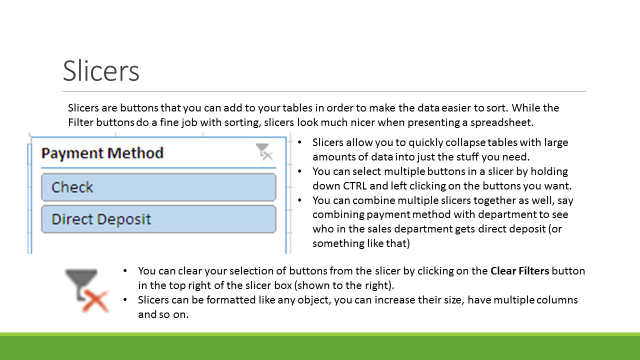 Slicers
Slicers are buttons that you can add to your tables in order to make the data easier to sort. While the
Filter buttons do a fine job with sorting, slicers look much nicer when presenting a spreadsheet.
Payment Method
Check
Direct Deposit
• Slicers allow you to quickly collapse tables with large
amounts of data into just the stuff you need.
• You can select multiple buttons in a slicer by holding
down CTRL and left clicking on the buttons you want.
• You can combine multiple slicers together as well, say
combining payment method with department to see
who in the sales department gets direct deposit (or
something like that)
• You can clear your selection of buttons from the slicer by clicking on the Clear Filters button
in the top right of the slicer box (shown to the right).
• Slicers can be formatted like any object, you can increase their size, have multiple columns
and so on.